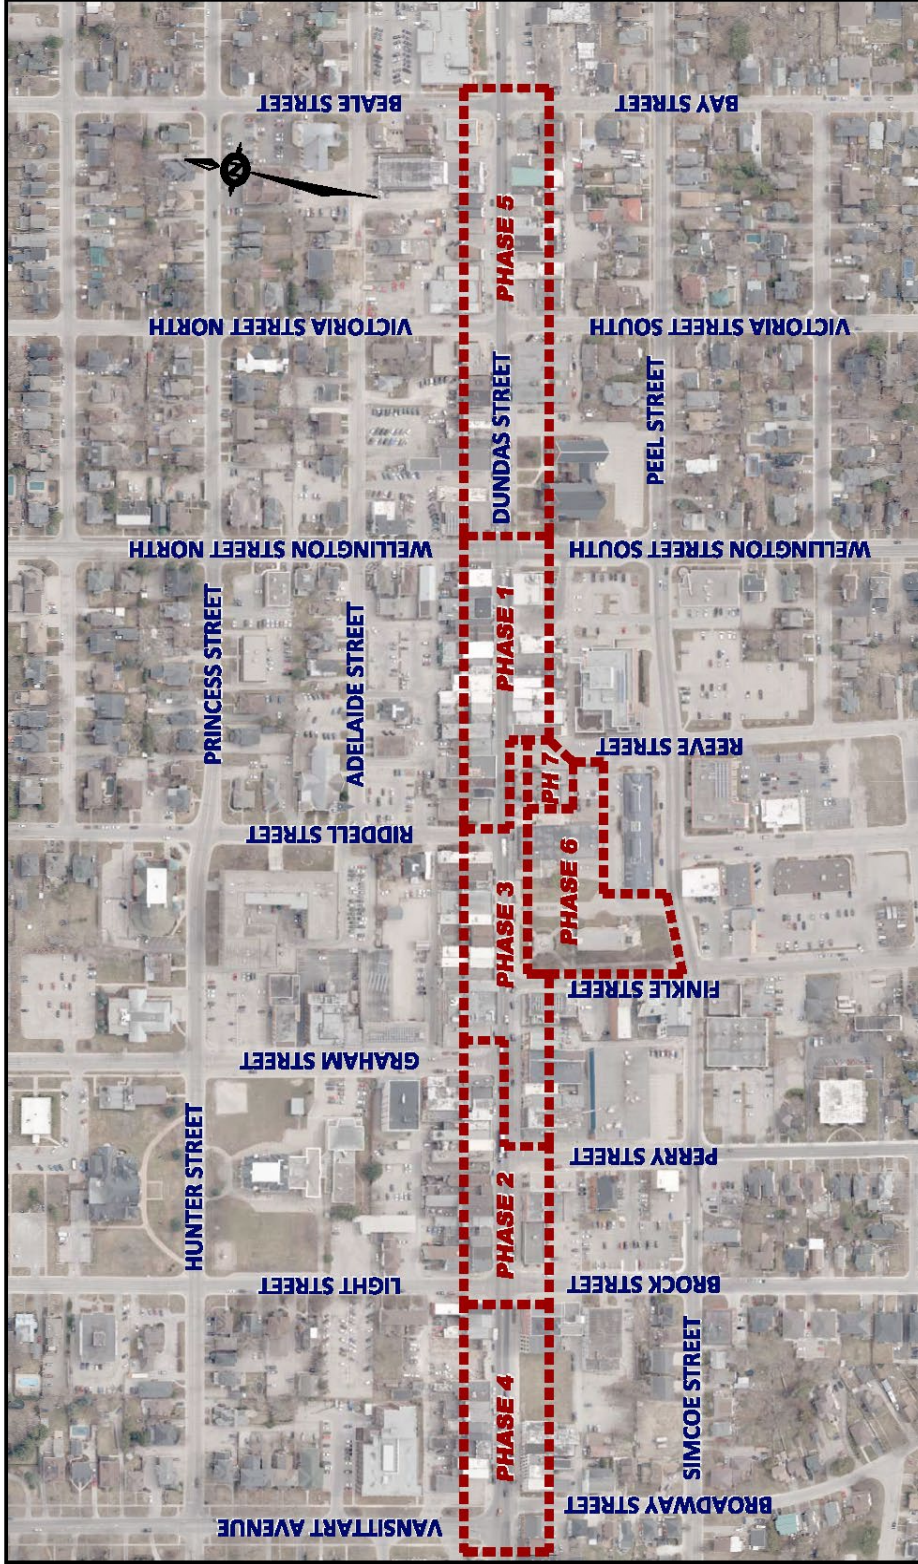 VANSITTART AVENUE
HUNTER STREET
LIGHT STREET
GRAHAM STREET
PRINCESS STREET
RIDDELL STREET
ADELAIDE STREET
WELLINGTON STREET NORTH
VICTORIA STREET NORTH
BEALE STREET
N
PHASE 4
PHASE 2
PHASE 3
PHASE 1
DUNDAS STREET
PHASE 5
PHASE 6
PH 7
BROADWAY STREET
SIMCOE STREET
BROCK STREET
PERRY STREET
FINKLE STREET
REEVE STREET
WELLINGTON STREET SOUTH
PEEL STREET
VICTORIA STREET SOUTH
BAY STREET